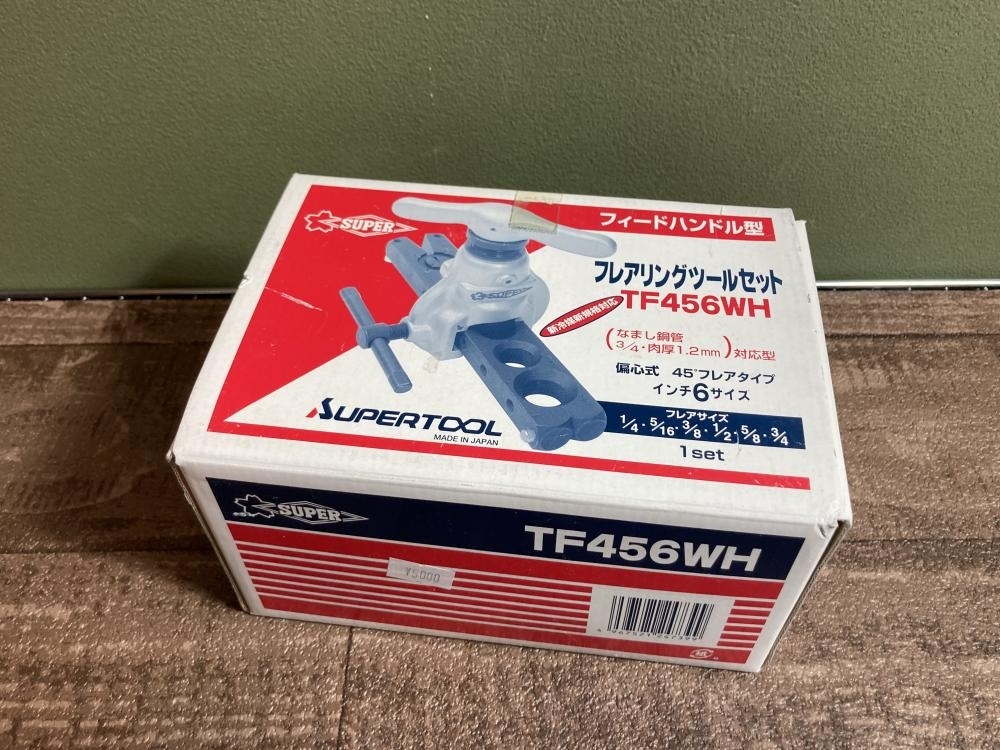 SUPER
フィードハンドル型
フレアリングツールセット
TF456WH
新冷媒新規格対応
SUPER
(なまし銅管
3/4・肉厚1.2mm)対応型
偏心式 45°フレアタイプ
インチ6サイズ
フレアサイズ
1/4・5/16・3/8・1/2・5/8・3/4
1set
SUPERTOOL
MADE IN JAPAN
SUPER
TF456WH
¥5000
4 967521 247399